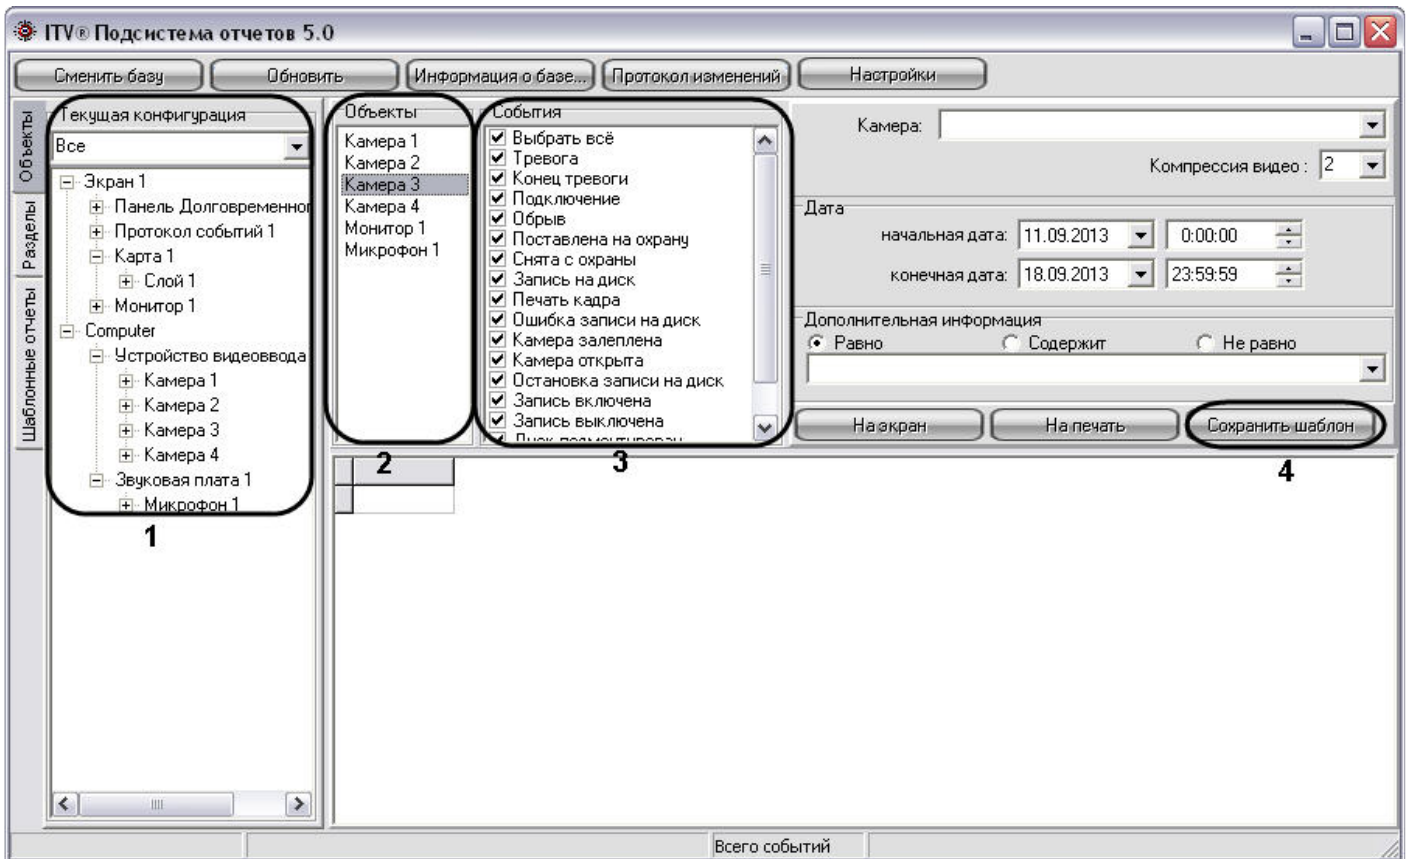 ITV® Подсистема отчетов 5.0
Сменить базу
Обновить
Информация о базе...
Протокол изменений
Настройки
Объекты
Разделы
Шаблонные отчеты
Текущая конфигурация
Все
Экран 1
Панель Долговременног
Протокол событий 1
Карта 1
Слой 1
Монитор 1
Computer
Устройство видеоввода
Камера 1
Камера 2
Камера 3
Камера 4
Звуковая плата 1
Микрофон 1
1
Объекты
Камера 1
Камера 2
Камера 3
Камера 4
Монитор 1
Микрофон 1
2
События
Выбрать всё
Тревога
Конец тревоги
Подключение
Обрыв
Поставлена на охрану
Снята с охраны
Запись на диск
Печать кадра
Ошибка записи на диск
Камера залеплена
Камера открыта
Остановка записи на диск
Запись включена
Запись выключена
3
Камера:
Компрессия видео : 2
Дата
начальная дата: 11.09.2013 0:00:00
конечная дата: 18.09.2013 23:59:59
Дополнительная информация
Равно Содержит Не равно
На экран
На печать
Сохранить шаблон
4
Всего событий